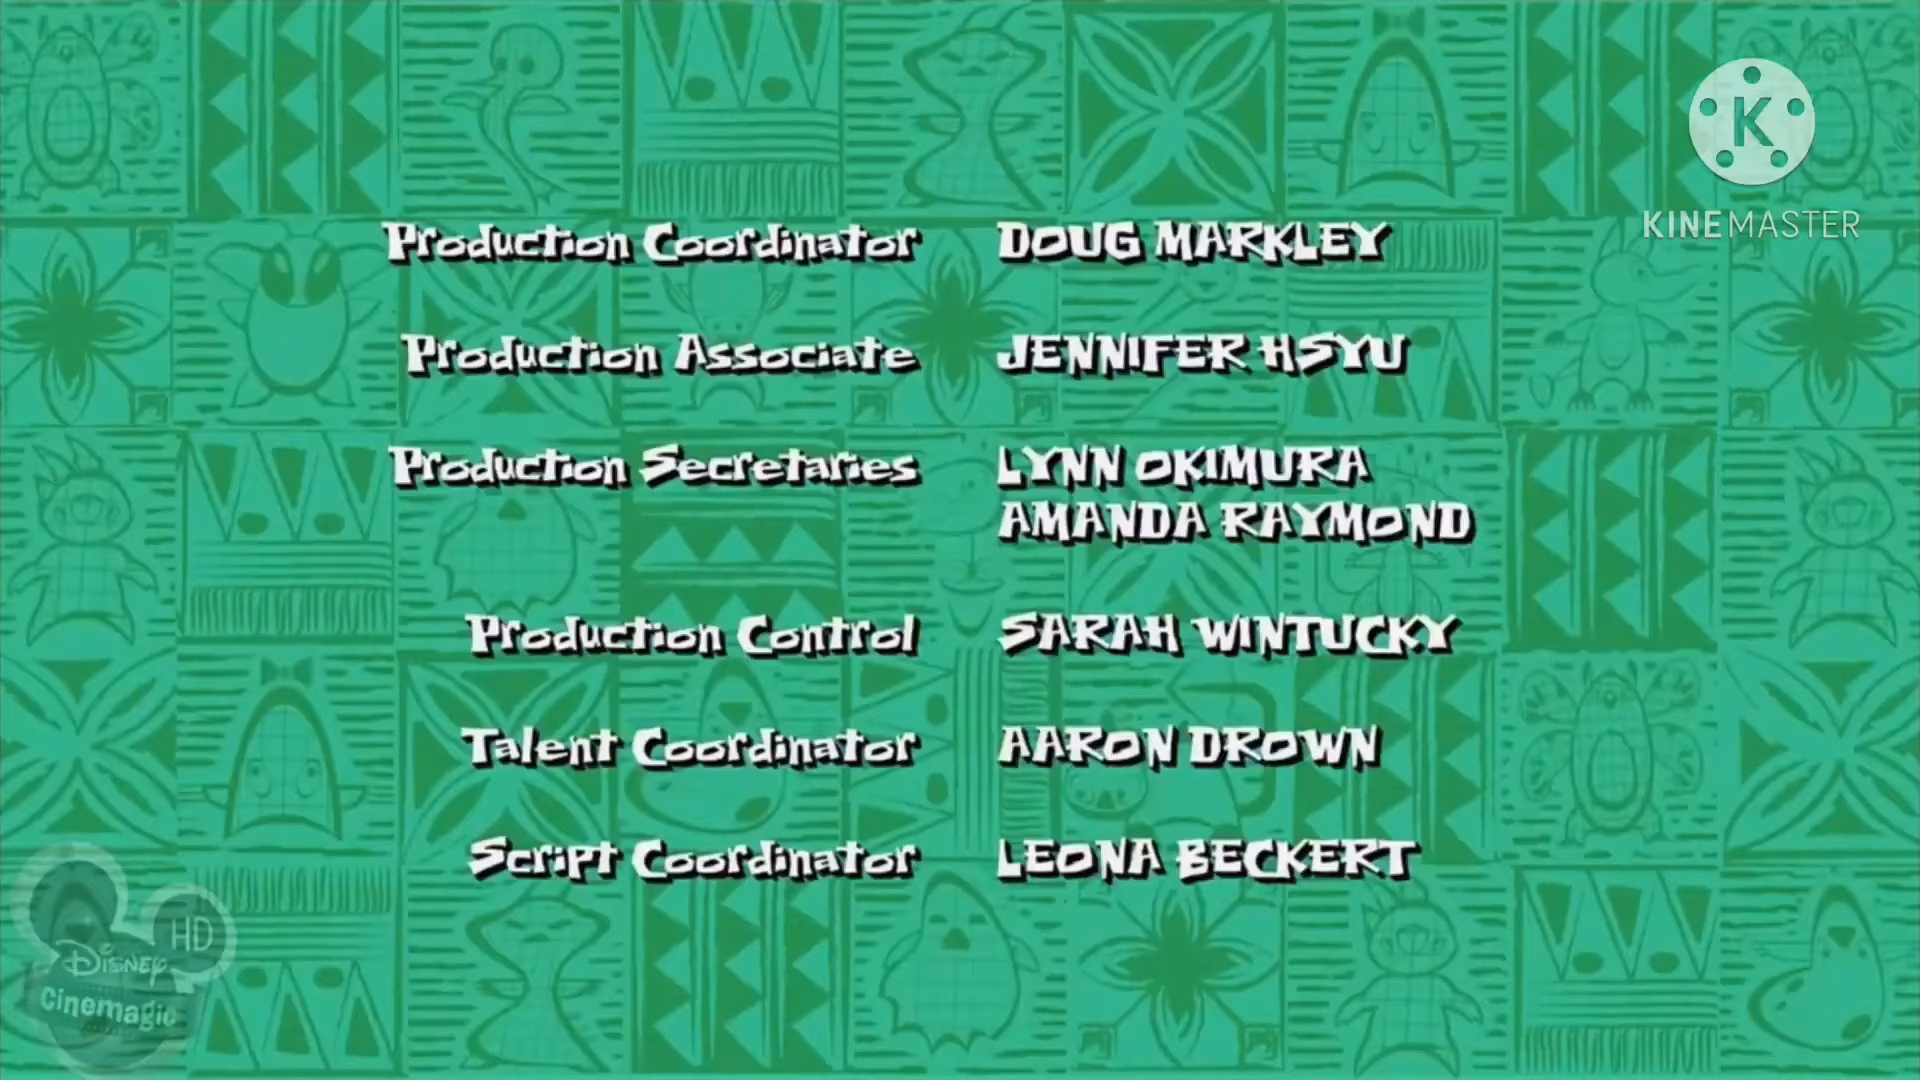 K
KINEMASTER
Production Coordinator DOUG MARKLEY
Production Associate JENNIFER HSYU
Production Secretaries LYNN OKIMURA
AMANDA RAYMOND
Production Control SARAH WINTUCKY
Talent Coordinator AARON DROWN
Script Coordinator LEONA BECKERT
HD
DISNEY
Cinemagic